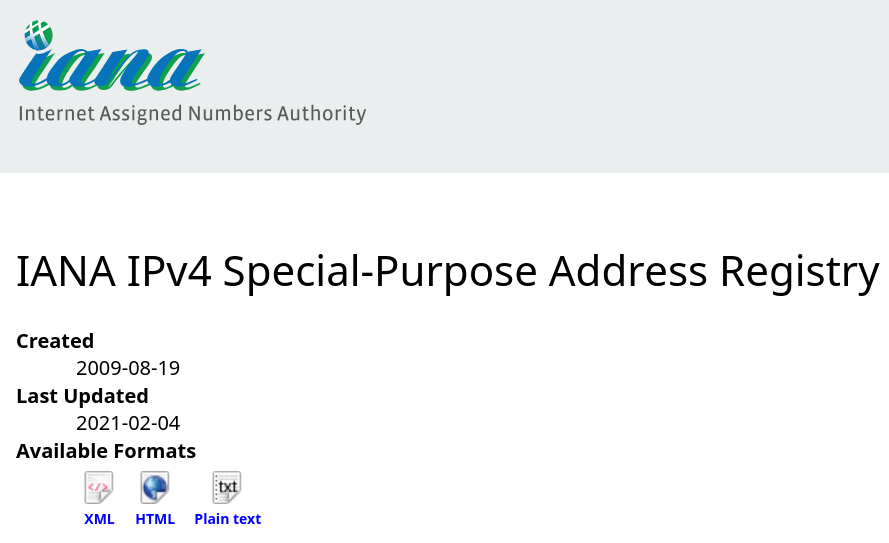 iana
Internet Assigned Numbers Authority
IANA IPv4 Special-Purpose Address Registry
Created
2009-08-19
Last Updated
2021-02-04
Available Formats
</> txt
XML HTML Plain text